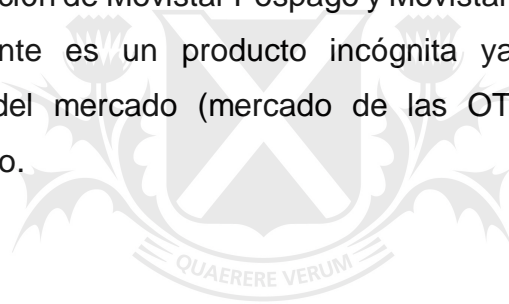 ción de Movistar Pospago y Movistar
nte es un producto incógnita ya
del mercado (mercado de las OT
o.
QUAERERE VERUM